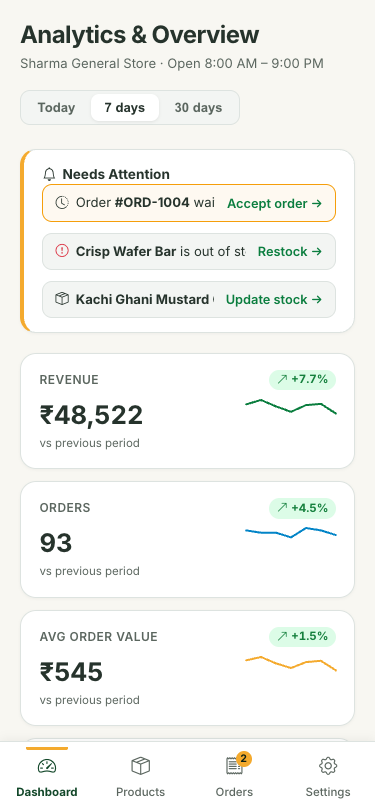 Analytics & Overview
Sharma General Store · Open 8:00 AM – 9:00 PM
Today 7 days 30 days
Needs Attention
Order #ORD-1004 wai Accept order →
Crisp Wafer Bar is out of st Restock →
Kachi Ghani Mustard Update stock →
REVENUE ↗ +7.7%
₹48,522
vs previous period
ORDERS ↗ +4.5%
93
vs previous period
AVG ORDER VALUE ↗ +1.5%
₹545
vs previous period
2
Dashboard Products Orders Settings